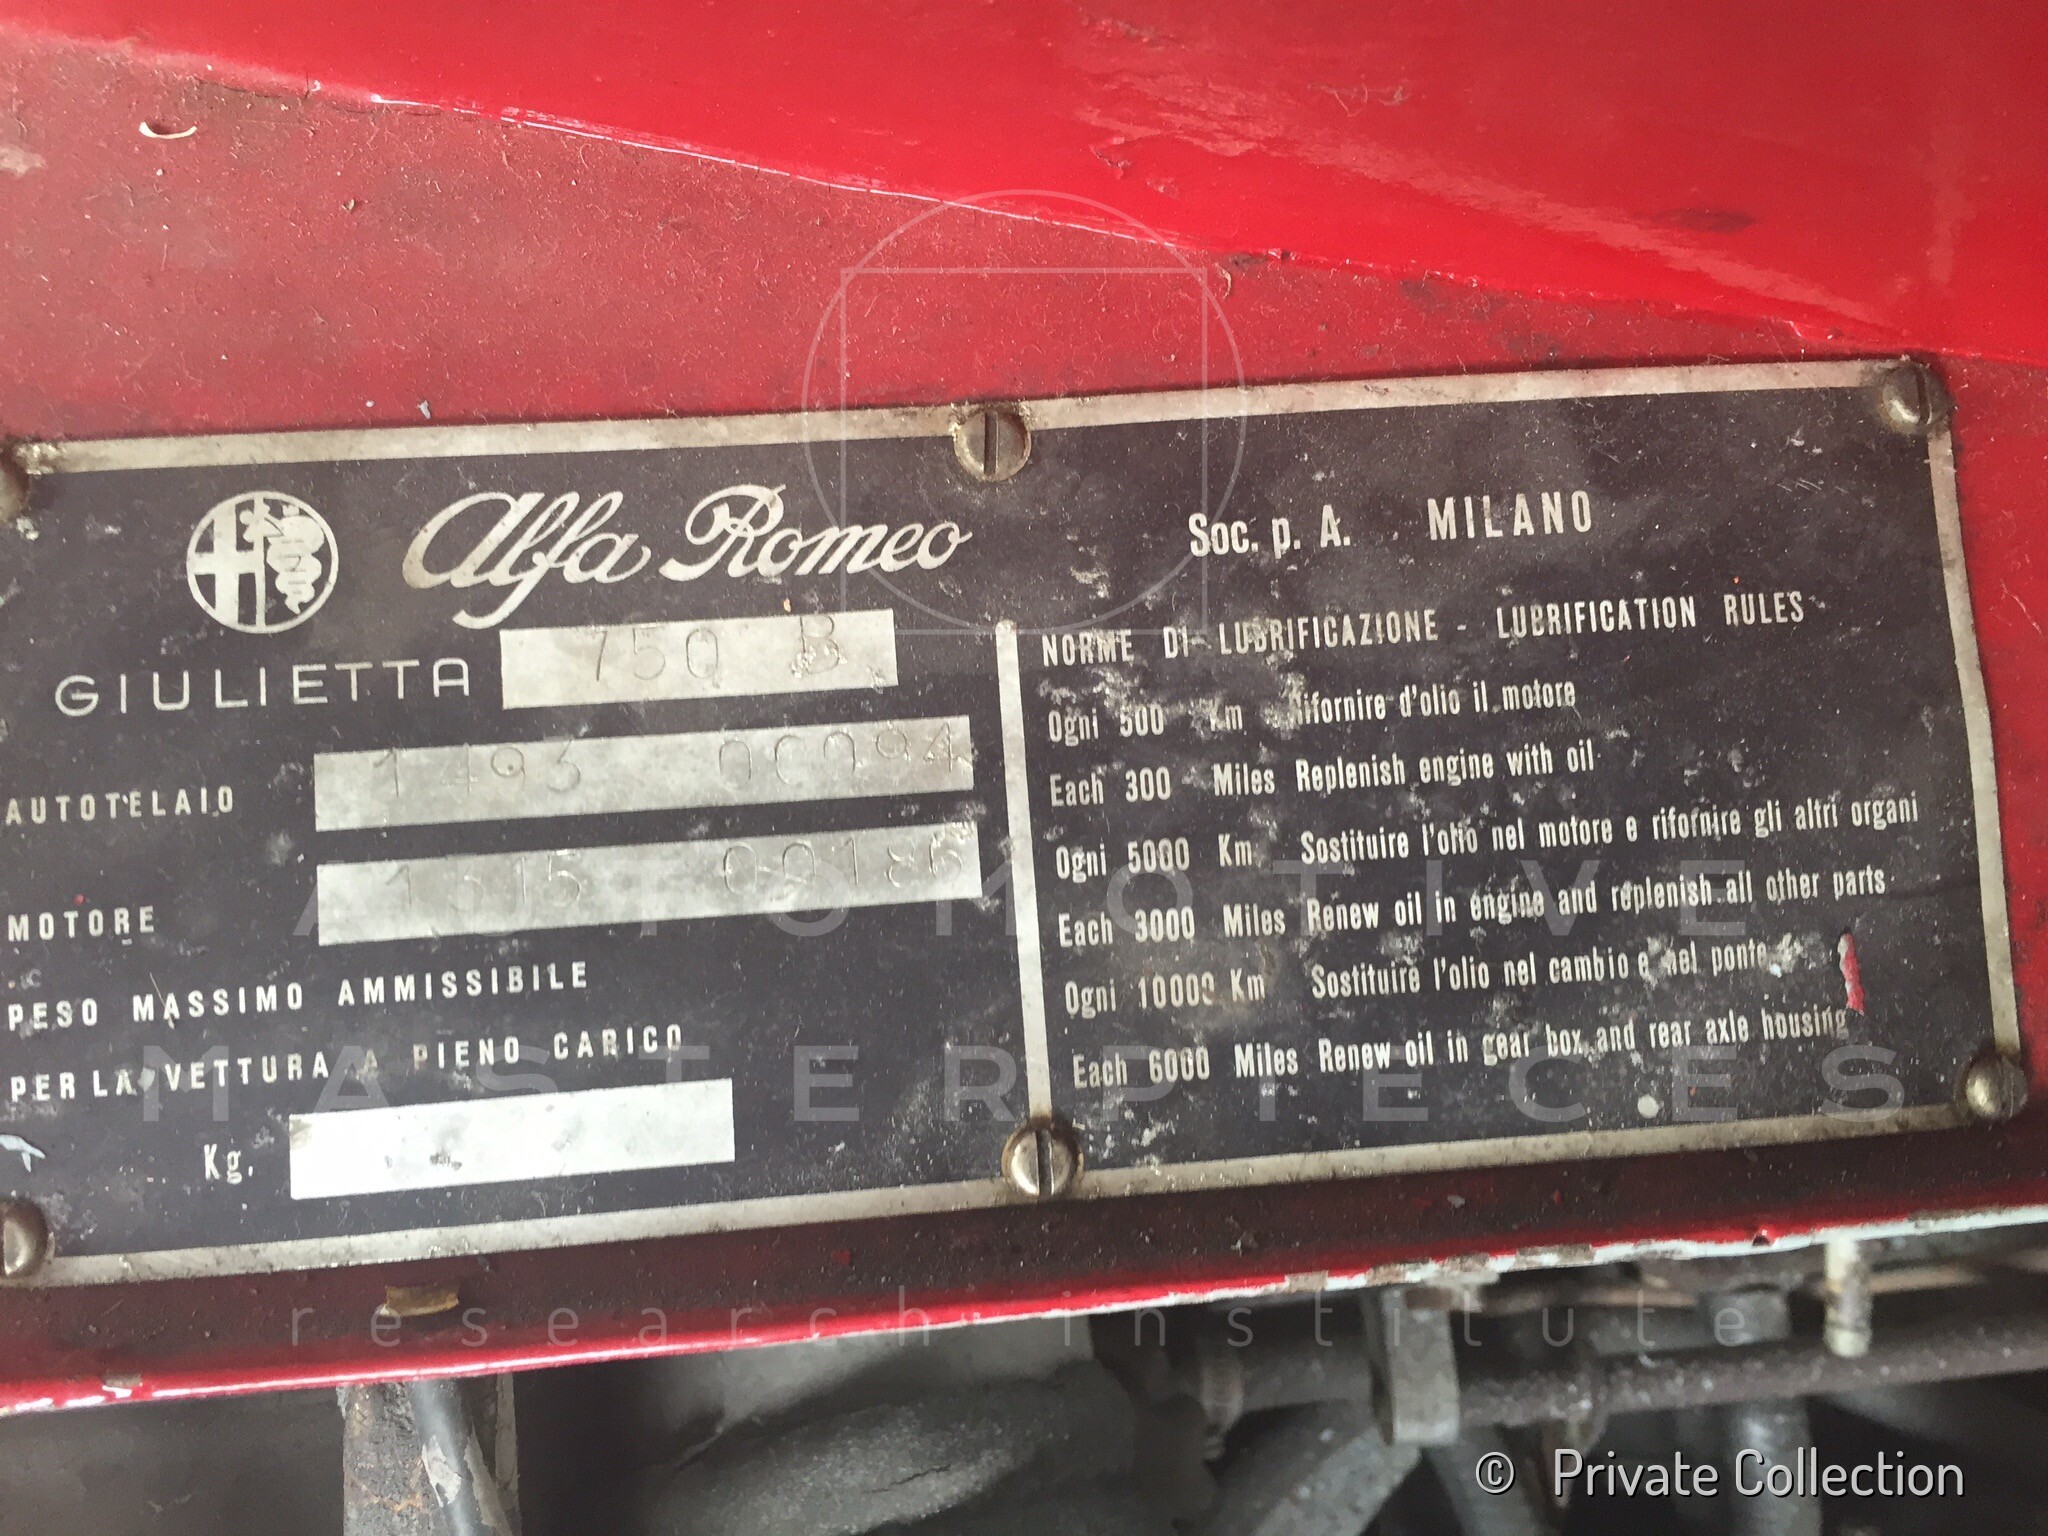 Alfa Romeo
GIULIETTA 750 B
AUTOTELAIO 1493 00094
MOTORE 1315
PESO MASSIMO AMMISSIBILE
PER LA VETTURA A PIENO CARICO
Kg.
Soc. p. A. MILANO
NORME DI LUBRIFICAZIONE - LUBRIFICATION RULES
Ogni 500 Km Rifornire d'olio il motore
Each 300 Miles Replenish engine with oil
Ogni 5000 Km Sostituire l'olio nel motore e rifornire gli altri organi
Each 3000 Miles Renew oil in engine and replenish all other parts
Ogni 10000 Km Sostituire l'olio nel cambio e nel ponte
Each 6000 Miles Renew oil in gear box and rear axle housing
AUTOMOTIVE
MASTERPIECES
research institute
© Private Collection